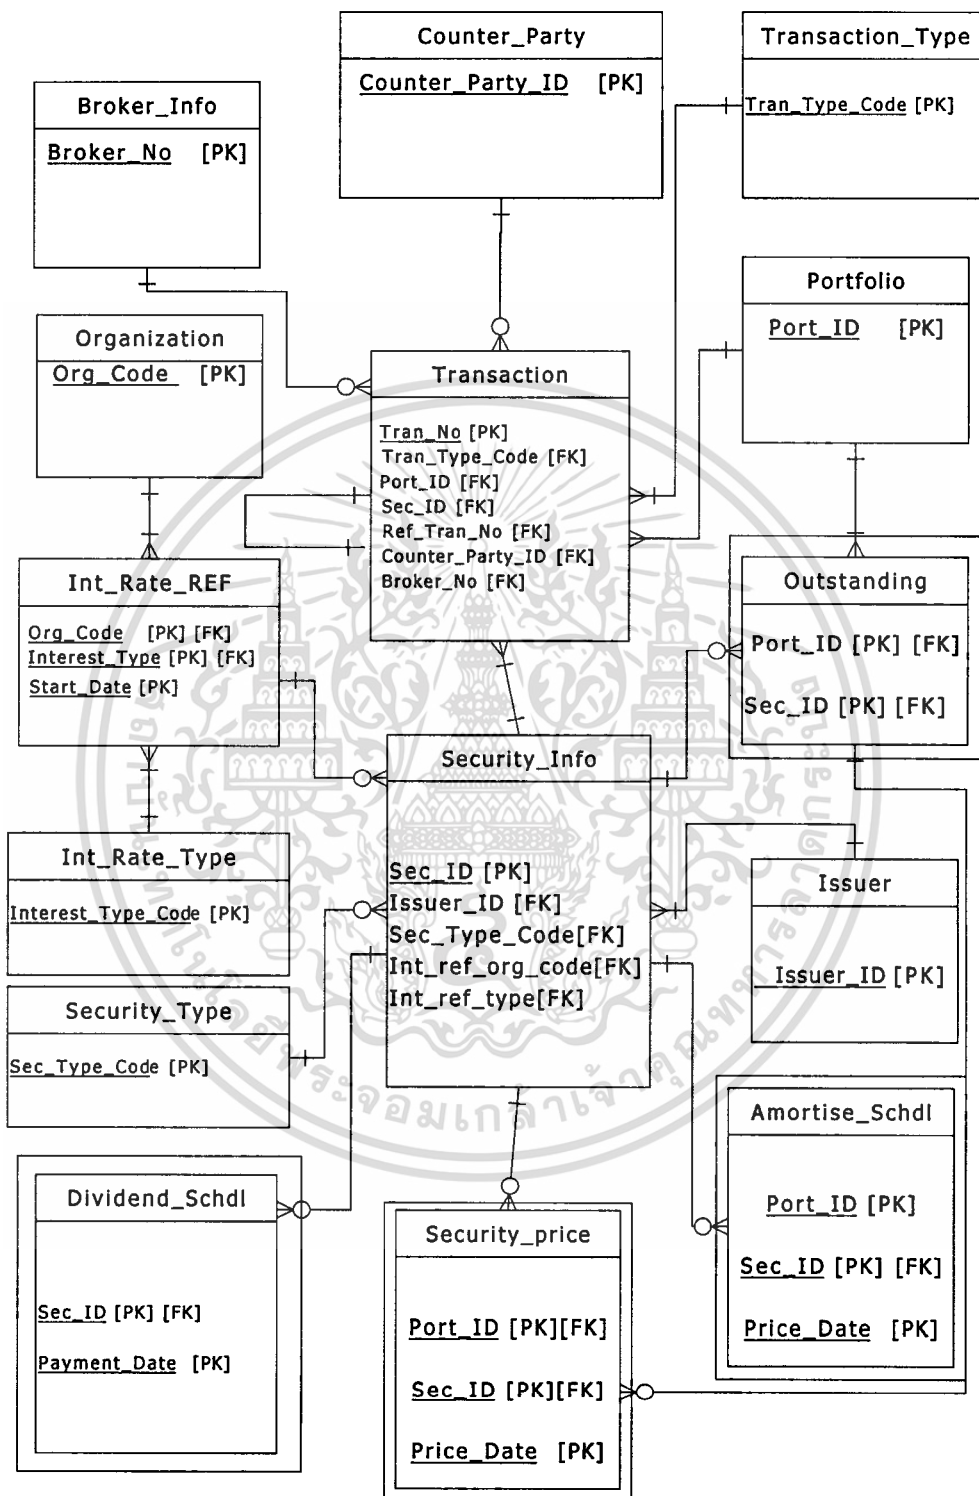 Counter_Party
Counter_Party_ID [PK]
Transaction_Type
Tran_Type_Code [PK]
Broker_Info
Broker_No [PK]
Portfolio
Port_ID [PK]
Organization
Org_Code [PK]
Transaction
Tran_No [PK]
Tran_Type_Code [FK]
Port_ID [FK]
Sec_ID [FK]
Ref_Tran_No [FK]
Counter_Party_ID [FK]
Broker_No [FK]
Int_Rate_REF
Org_Code [PK] [FK]
Interest_Type [PK] [FK]
Start_Date [PK]
Outstanding
Port_ID [PK] [FK]
Sec_ID [PK] [FK]
Security_Info
Sec_ID [PK]
Issuer_ID [FK]
Sec_Type_Code[FK]
Int_ref_org_code[FK]
Int_ref_type[FK]
Int_Rate_Type
Interest_Type_Code [PK]
Issuer
Issuer_ID [PK]
Security_Type
Sec_Type_Code [PK]
Amortise_Schdl
Port_ID [PK]
Sec_ID [PK] [FK]
Price_Date [PK]
Dividend_Schdl
Sec_ID [PK] [FK]
Payment_Date [PK]
Security_price
Port_ID [PK][FK]
Sec_ID [PK][FK]
Price_Date [PK]